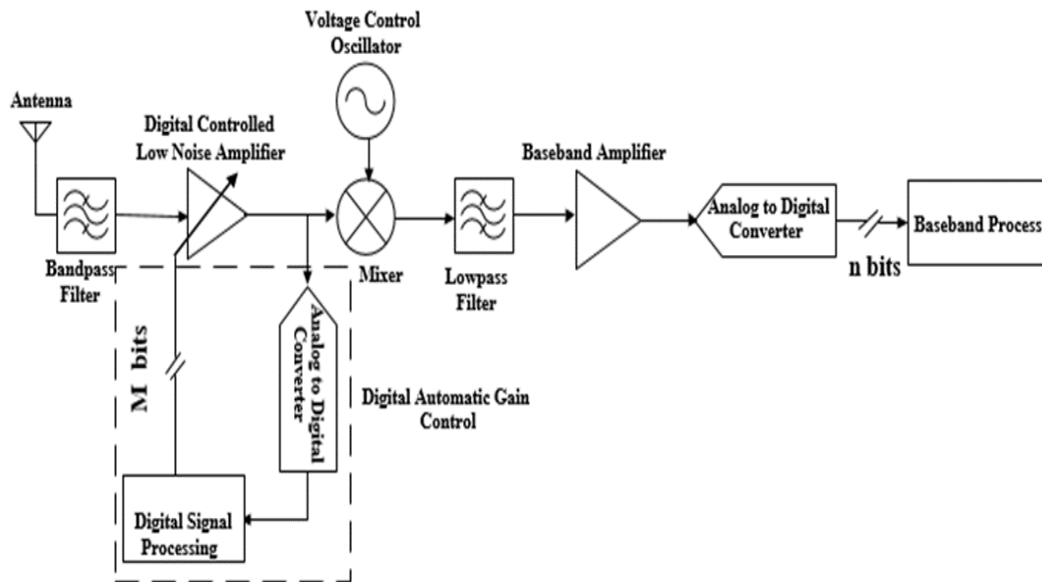 Voltage Control
Oscillator
Antenna
Digital Controlled
Low Noise Amplifier
Baseband Amplifier
Analog to Digital
Converter
Baseband Process
n bits
Bandpass
Filter
Mixer
Lowpass
Filter
M bits
Analog to Digital
Converter
Digital Automatic Gain
Control
Digital Signal
Processing